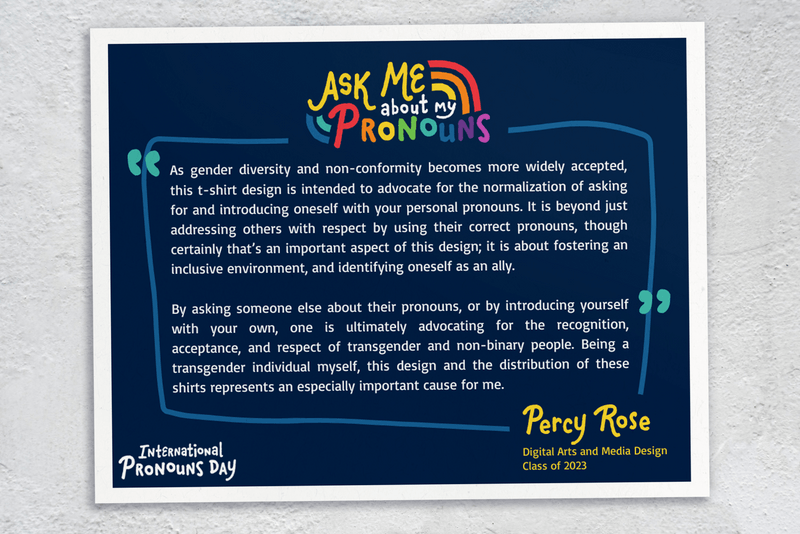 ASK ME
about my
PRONOUNS
“ As gender diversity and non-conformity becomes more widely accepted,
this t-shirt design is intended to advocate for the normalization of asking
for and introducing oneself with your personal pronouns. It is beyond just
addressing others with respect by using their correct pronouns, though
certainly that’s an important aspect of this design; it is about fostering an
inclusive environment, and identifying oneself as an ally.
By asking someone else about their pronouns, or by introducing yourself ”
with your own, one is ultimately advocating for the recognition,
acceptance, and respect of transgender and non-binary people. Being a
transgender individual myself, this design and the distribution of these
shirts represents an especially important cause for me.
Percy Rose
Digital Arts and Media Design
Class of 2023
INTERNATIONAL
PRONOUNS DAY